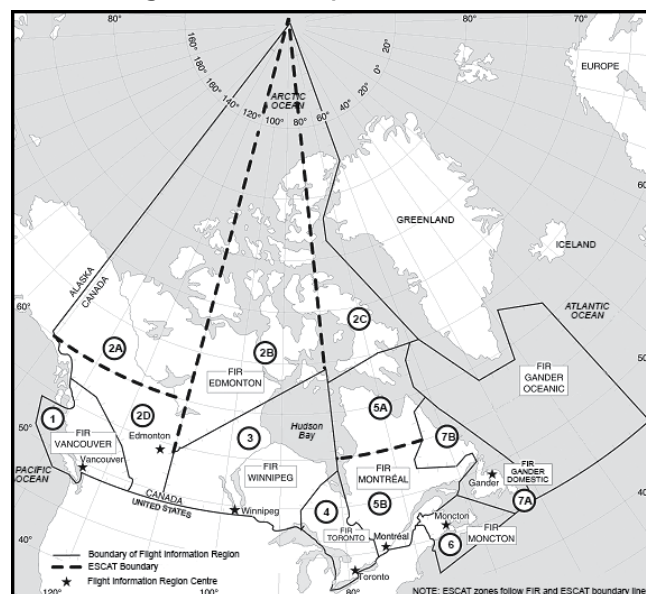 80°
80°
70°
EUROPE
180°
160°
160°
140°
120°
100°
80°
60°
40°
20°
0°
ARCTIC
OCEAN
60°
GREENLAND
ICELAND
ALASKA
CANADA
ATLANTIC
OCEAN
60°
50°
2A
2B
2C
FIR
EDMONTON
FIR
GANDER
OCEANIC
1
2D
3
5A
7B
50°
FIR
VANCOUVER
Edmonton
Hudson
Bay
Vancouver
FIR
WINNIPEG
FIR
MONTRÉAL
FIR
GANDER
DOMESTIC
Gander
PACIFIC
OCEAN
CANADA
UNITED STATES
Winnipeg
4
5B
7A
40°
FIR
TORONTO
Montréal
Moncton
FIR
MONCTON
6
40°
Toronto
Boundary of Flight Information Region
ESCAT Boundary
Flight Information Region Centre
120°
100°
80°
NOTE: ESCAT zones follow FIR and ESCAT boundary line